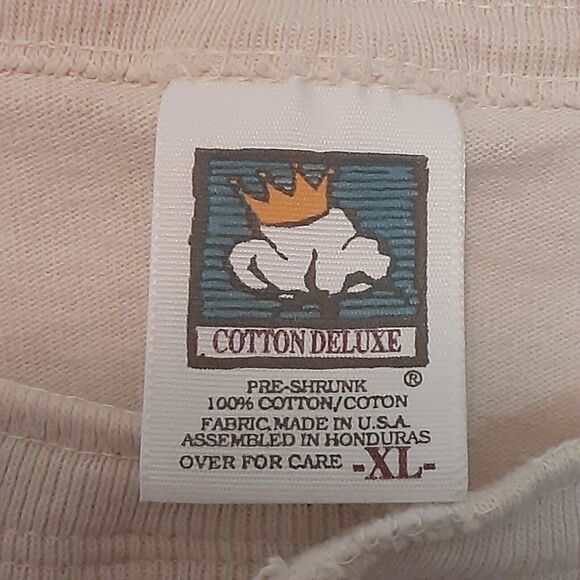 COTTON DELUXE
®
PRE-SHRUNK
100% COTTON/COTON
FABRIC MADE IN U.S.A.
ASSEMBLED IN HONDURAS
OVER FOR CARE -XL-